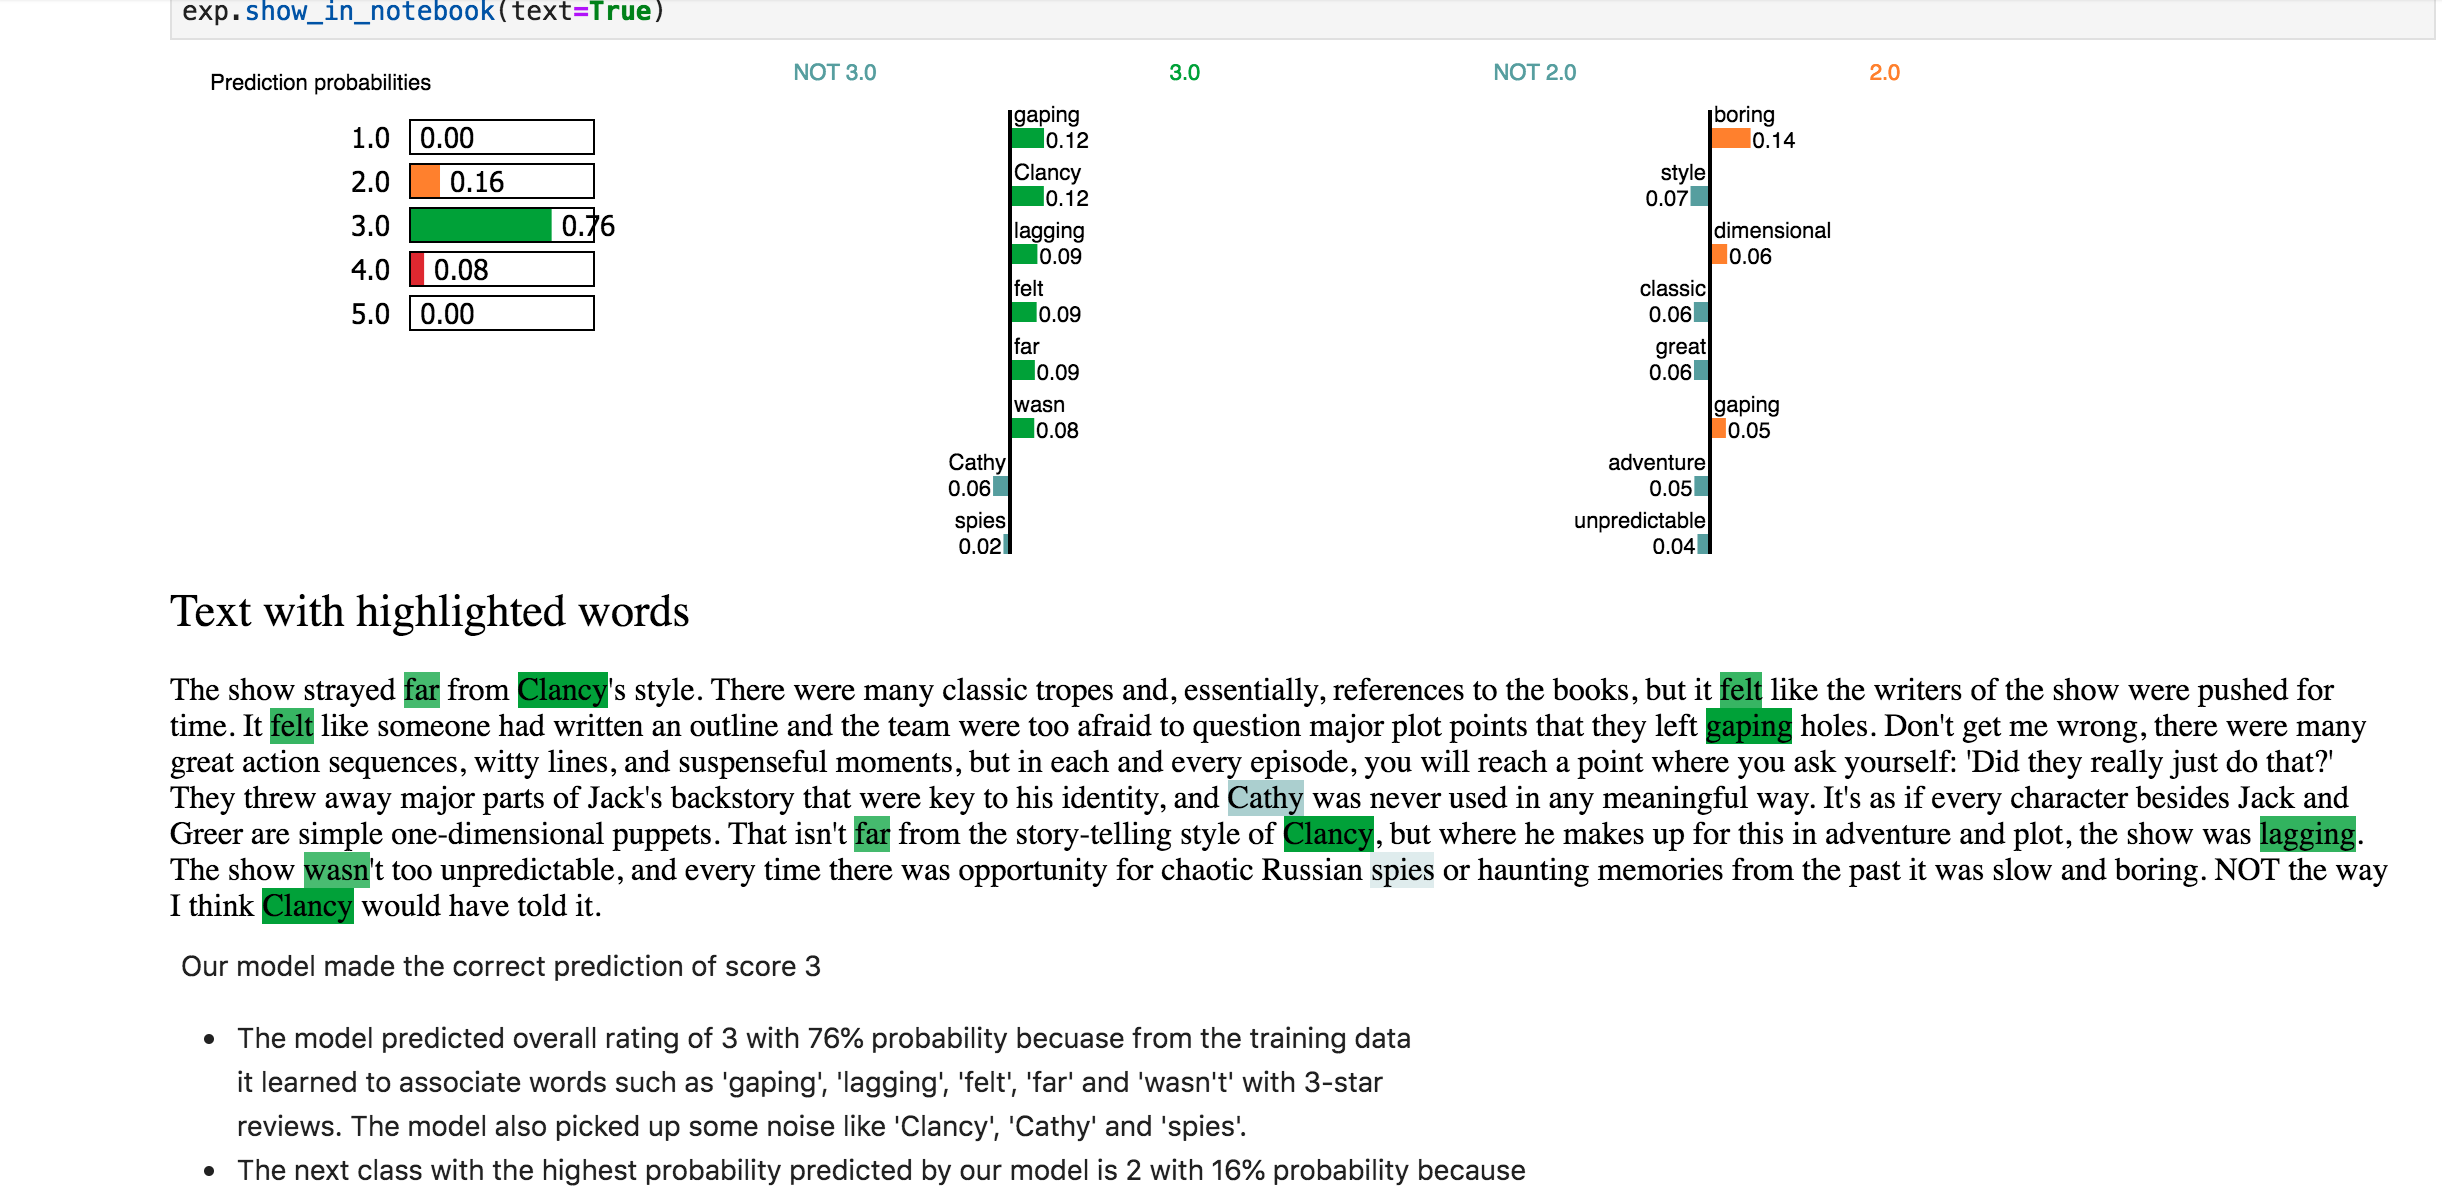 exp.show_in_notebook(text=True)
Prediction probabilities
1.0 0.00
2.0 0.16
3.0 0.76
4.0 0.08
5.0 0.00
NOT 3.0 3.0
gaping
0.12
Clancy
0.12
lagging
0.09
felt
0.09
far
0.09
wasn
0.08
Cathy
0.06
spies
0.02
NOT 2.0 2.0
boring
0.14
style
0.07
dimensional
0.06
classic
0.06
great
0.06
gaping
0.05
adventure
0.05
unpredictable
0.04
Text with highlighted words
The show strayed far from Clancy's style. There were many classic tropes and, essentially, references to the books, but it felt like the writers of the show were pushed for
time. It felt like someone had written an outline and the team were too afraid to question major plot points that they left gaping holes. Don't get me wrong, there were many
great action sequences, witty lines, and suspenseful moments, but in each and every episode, you will reach a point where you ask yourself: 'Did they really just do that?'
They threw away major parts of Jack's backstory that were key to his identity, and Cathy was never used in any meaningful way. It's as if every character besides Jack and
Greer are simple one-dimensional puppets. That isn't far from the story-telling style of Clancy, but where he makes up for this in adventure and plot, the show was lagging.
The show wasn't too unpredictable, and every time there was opportunity for chaotic Russian spies or haunting memories from the past it was slow and boring. NOT the way
I think Clancy would have told it.
Our model made the correct prediction of score 3
• The model predicted overall rating of 3 with 76% probability becuase from the training data
it learned to associate words such as 'gaping', 'lagging', 'felt', 'far' and 'wasn't' with 3-star
reviews. The model also picked up some noise like 'Clancy', 'Cathy' and 'spies'.
• The next class with the highest probability predicted by our model is 2 with 16% probability because